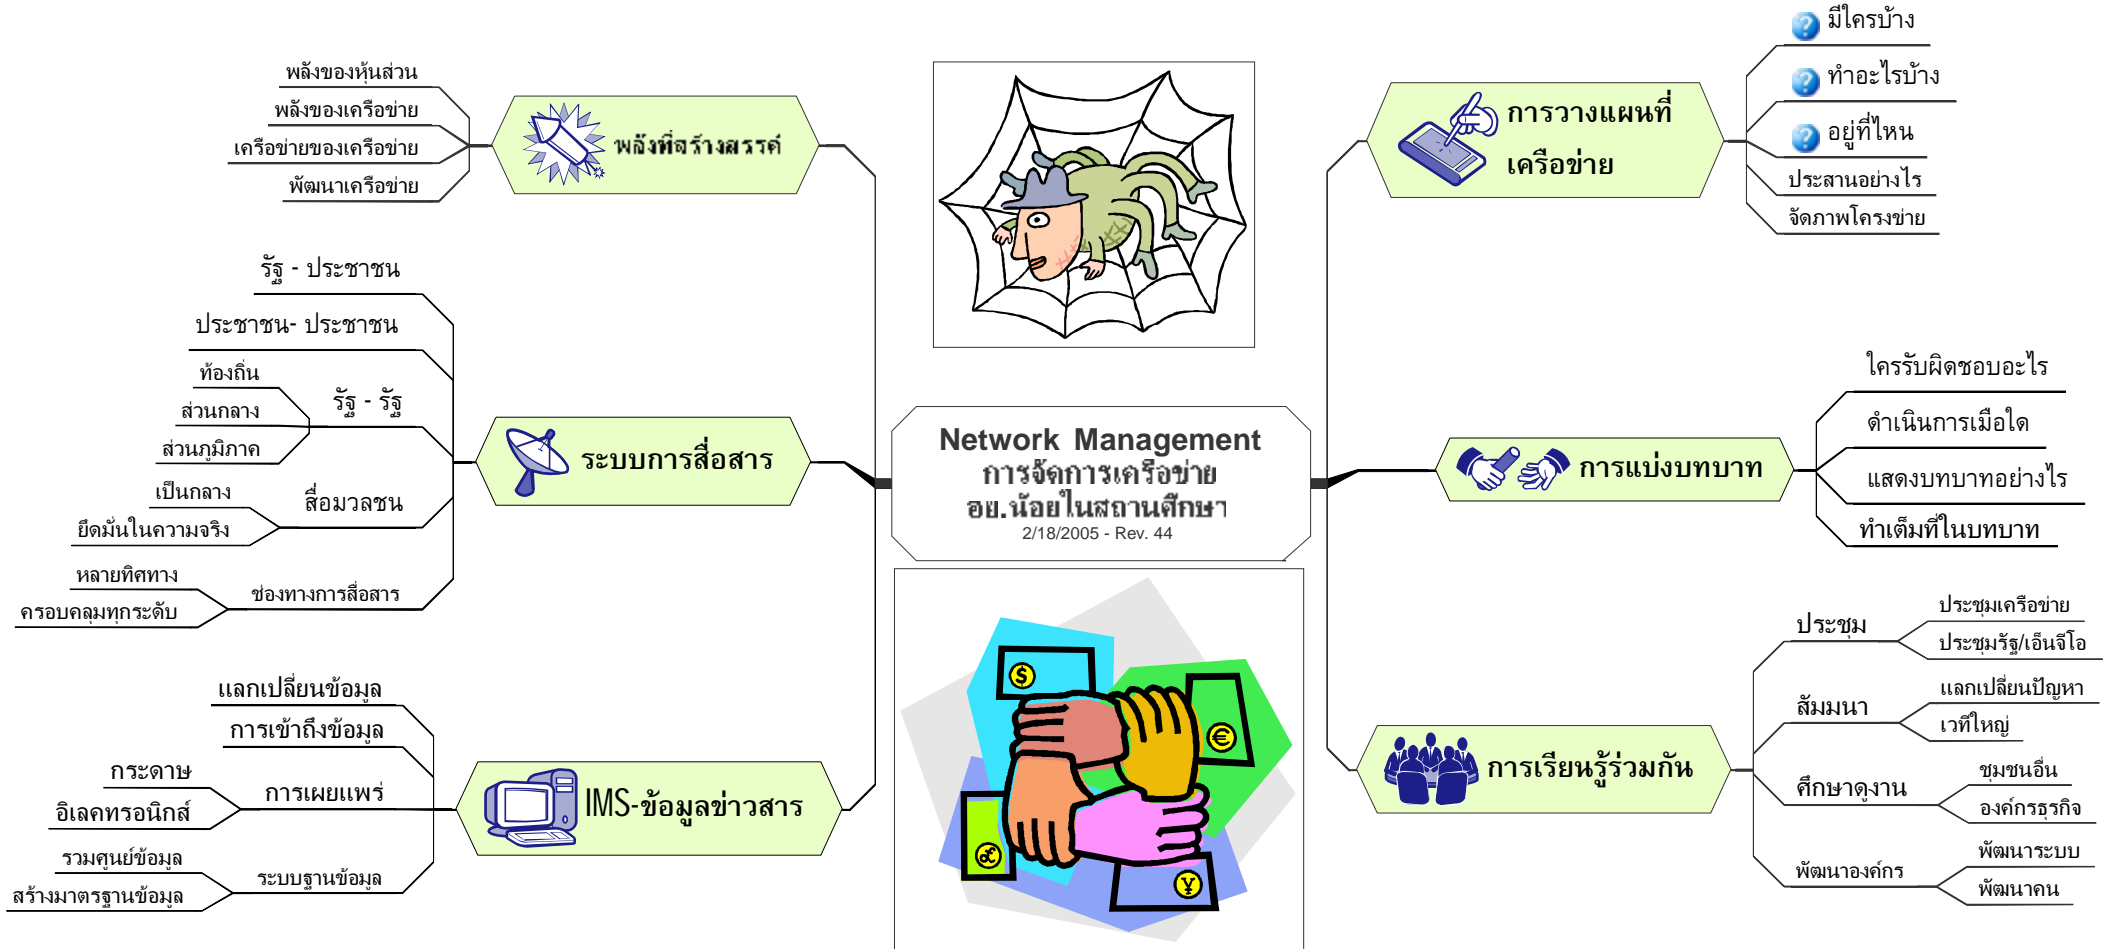 Network Management
การจัดการเครือข่าย
อย.น้อยในสถานศึกษา
2/18/2005 - Rev. 44
การวางแผนที่
เครือข่าย
มีใครบ้าง
ทำอะไรบ้าง
อยู่ที่ไหน
ประสานอย่างไร
จัดภาพโครงข่าย
การแบ่งบทบาท
ใครรับผิดชอบอะไร
ดำเนินการเมื่อใด
แสดงบทบาทอย่างไร
ทำเต็มที่ในบทบาท
การเรียนรู้ร่วมกัน
ประชุม
ประชุมเครือข่าย
ประชุมรัฐ/เอ็นจีโอ
สัมมนา
แลกเปลี่ยนปัญหา
เวทีใหญ่
ศึกษาดูงาน
ชุมชนอื่น
องค์กรธุรกิจ
พัฒนาองค์กร
พัฒนาระบบ
พัฒนาคน
พลังที่สร้างสรรค์
พลังของหุ้นส่วน
พลังของเครือข่าย
เครือข่ายของเครือข่าย
พัฒนาเครือข่าย
ระบบการสื่อสาร
รัฐ - ประชาชน
ประชาชน- ประชาชน
รัฐ - รัฐ
ท้องถิ่น
ส่วนกลาง
ส่วนภูมิภาค
สื่อมวลชน
เป็นกลาง
ยึดมั่นในความจริง
ช่องทางการสื่อสาร
หลายทิศทาง
ครอบคลุมทุกระดับ
IMS-ข้อมูลข่าวสาร
แลกเปลี่ยนข้อมูล
การเข้าถึงข้อมูล
การเผยแพร่
กระดาษ
อิเลคทรอนิกส์
ระบบฐานข้อมูล
รวมศูนย์ข้อมูล
สร้างมาตรฐานข้อมูล